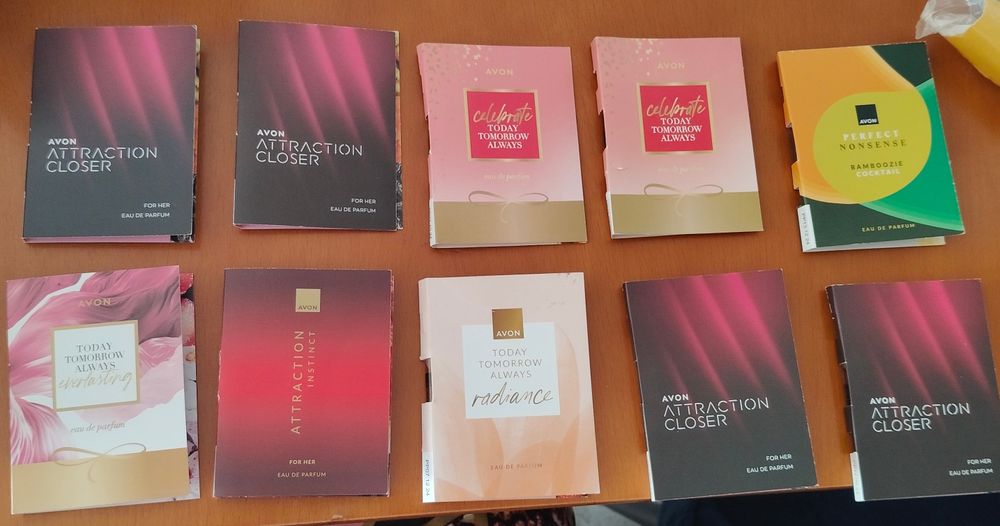 AVON
ATTRACTION
CLOSER
FOR HER
EAU DE PARFUM
AVON
ATTRACTION
CLOSER
FOR HER
EAU DE PARFUM
AVON
celebrate
TODAY
TOMORROW
ALWAYS
eau de parfum
AVON
celebrate
TODAY
TOMORROW
ALWAYS
eau de parfum
AVON
PERFECT
NONSENSE
RAMBOOZIE
COCKTAIL
EAU DE PARFUM
AVON
TODAY
TOMORROW
ALWAYS
everlasting
eau de parfum
AVON
ATTRACTION
INSTINCT
FOR HER
EAU DE PARFUM
AVON
TODAY
TOMORROW
ALWAYS
radiance
EAU DE PARFUM
AVON
ATTRACTION
CLOSER
FOR HER
EAU DE PARFUM
AVON
ATTRACTION
CLOSER
FOR HER
EAU DE PARFUM